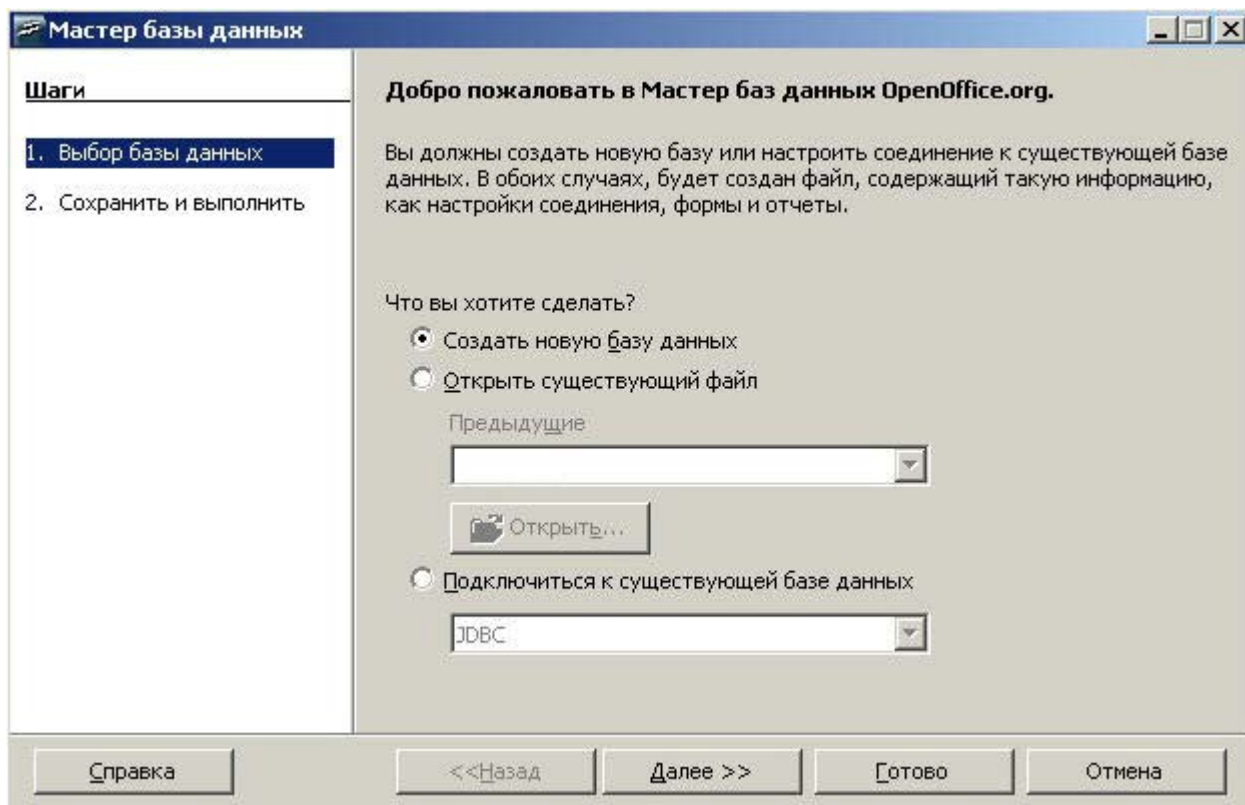 Мастер базы данных
Шаги
1. Выбор базы данных
2. Сохранить и выполнить
Добро пожаловать в Мастер баз данных OpenOffice.org.
Вы должны создать новую базу или настроить соединение к существующей базе
данных. В обоих случаях, будет создан файл, содержащий такую информацию,
как настройки соединения, формы и отчеты.
Что вы хотите сделать?
Создать новую базу данных
Открыть существующий файл
Предыдущие
Открыть...
Подключиться к существующей базе данных
JDBC
Справка
<<Назад
Далее >>
Готово
Отмена